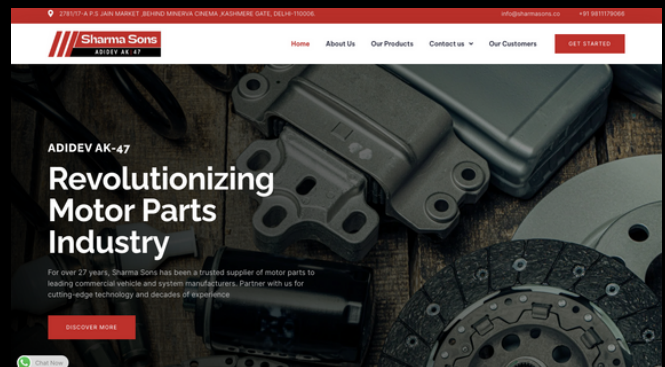 2781/17-A P.S JAIN MARKET ,BEHIND MINERVA CINEMA ,KASHMERE GATE, DELHI-110006.
info@sharmasons.co +91 9811179066
Sharma Sons
ADIDEV AK:47
Home About Us Our Products Contact us Our Customers GET STARTED
ADIDEV AK-47
Revolutionizing
Motor Parts
Industry
For over 27 years, Sharma Sons has been a trusted supplier of motor parts to
leading commercial vehicle and system manufacturers. Partner with us for
cutting-edge technology and decades of experience
DISCOVER MORE
Chat Now